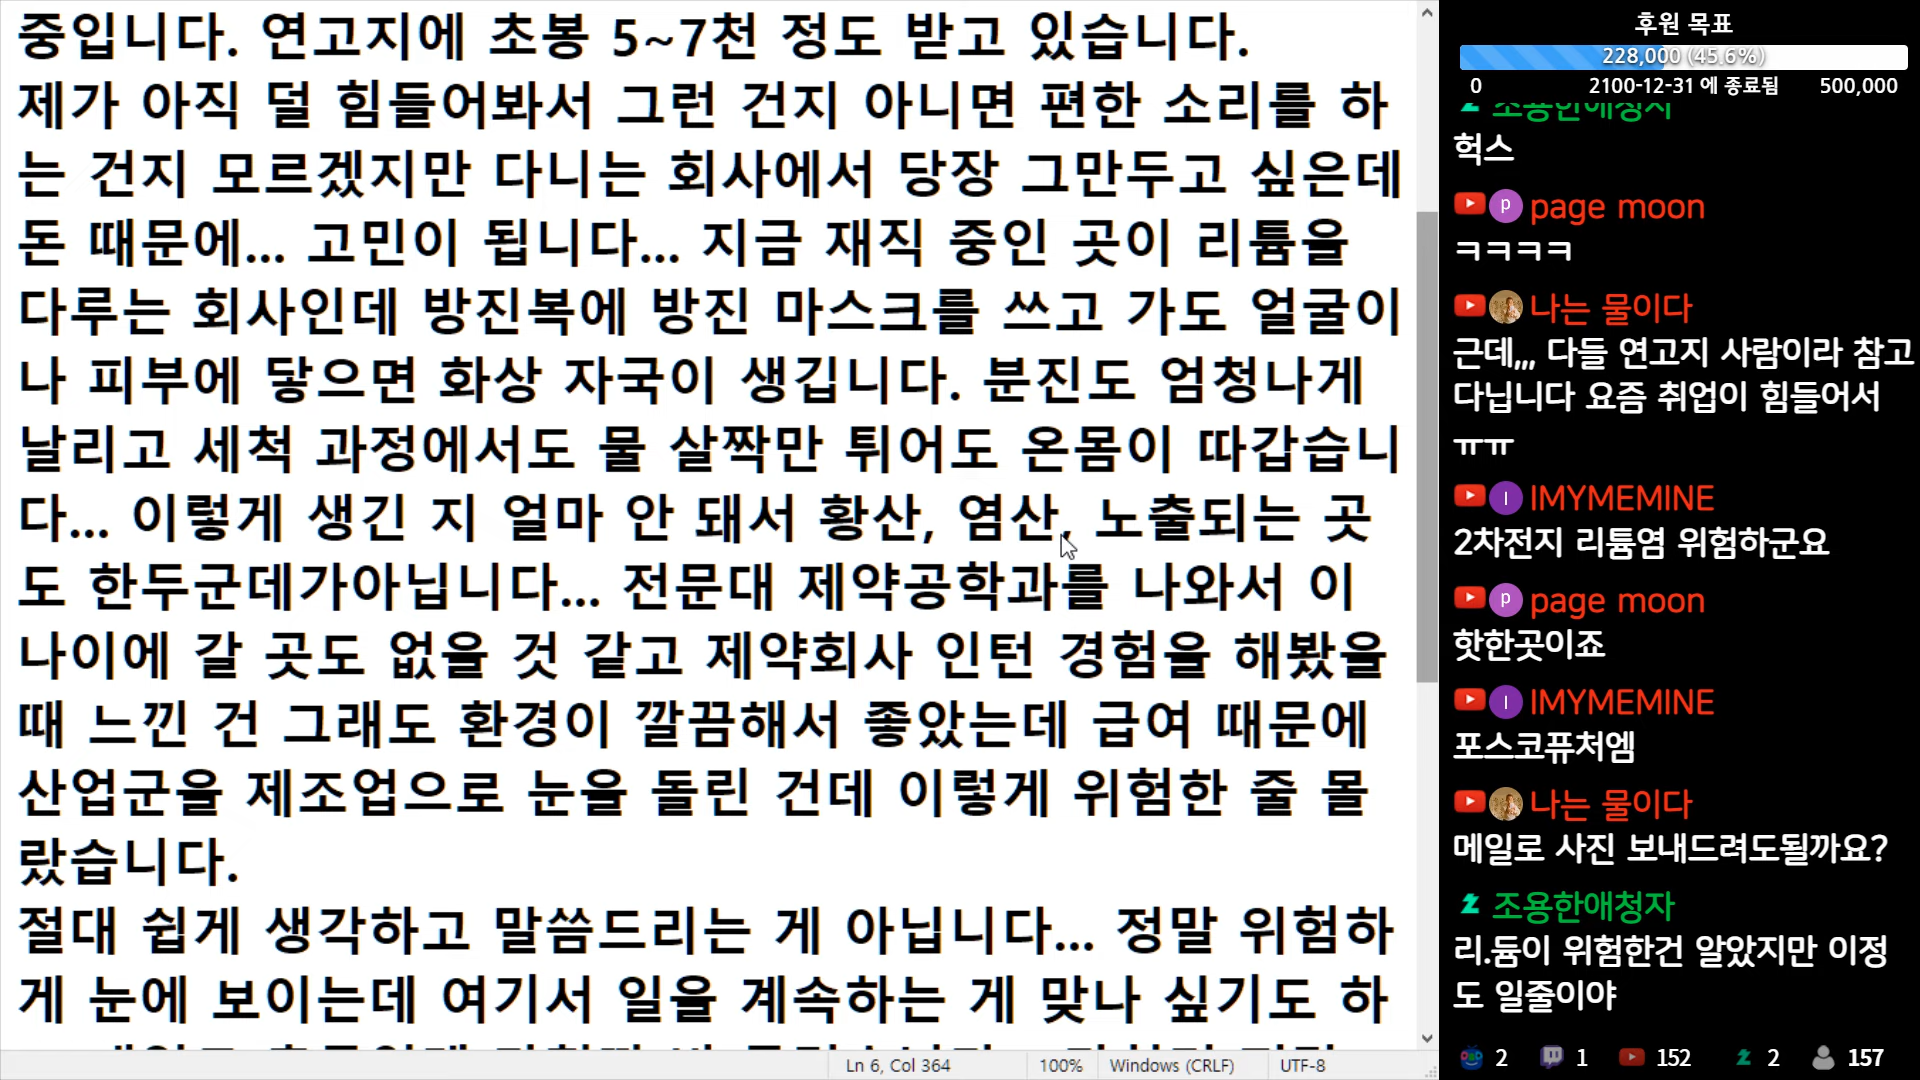 중입니다. 연고지에 초봉 5~7천 정도 받고 있습니다.
제가 아직 덜 힘들어봐서 그런 건지 아니면 편한 소리를 하
는 건지 모르겠지만 다니는 회사에서 당장 그만두고 싶은데
돈 때문에... 고민이 됩니다... 지금 재직 중인 곳이 리튬을
다루는 회사인데 방진복에 방진 마스크를 쓰고 가도 얼굴이
나 피부에 닿으면 화상 자국이 생깁니다. 분진도 엄청나게
날리고 세척 과정에서도 물 살짝만 튀어도 온몸이 따갑습니
다... 이렇게 생긴 지 얼마 안 돼서 황산, 염산, 노출되는 곳
도 한두군데가아닙니다... 전문대 제약공학과를 나와서 이
나이에 갈 곳도 없을 것 같고 제약회사 인턴 경험을 해봤을
때 느낀 건 그래도 환경이 깔끔해서 좋았는데 급여 때문에
산업군을 제조업으로 눈을 돌린 건데 이렇게 위험한 줄 몰
랐습니다.
절대 쉽게 생각하고 말씀드리는 게 아닙니다... 정말 위험하
게 눈에 보이는데 여기서 일을 계속하는 게 맞나 싶기도 하
Ln 6, Col 364
100%
Windows (CRLF)
UTF-8
후원 목표
228,000 (45.6%)
0 2100-12-31 에 종료됨 500,000
조용한애청자
헉스
p page moon
ㅋㅋㅋㅋ
나는 물이다
근데,,, 다들 연고지 사람이라 참고
다닙니다 요즘 취업이 힘들어서
ㅠㅠ
I IMYMEMINE
2차전지 리튬염 위험하군요
p page moon
핫한곳이죠
I IMYMEMINE
포스코퓨처엠
나는 물이다
메일로 사진 보내드려도될까요?
조용한애청자
리.듐이 위험한건 알았지만 이정
도 일줄이야
2 1 152 2 157